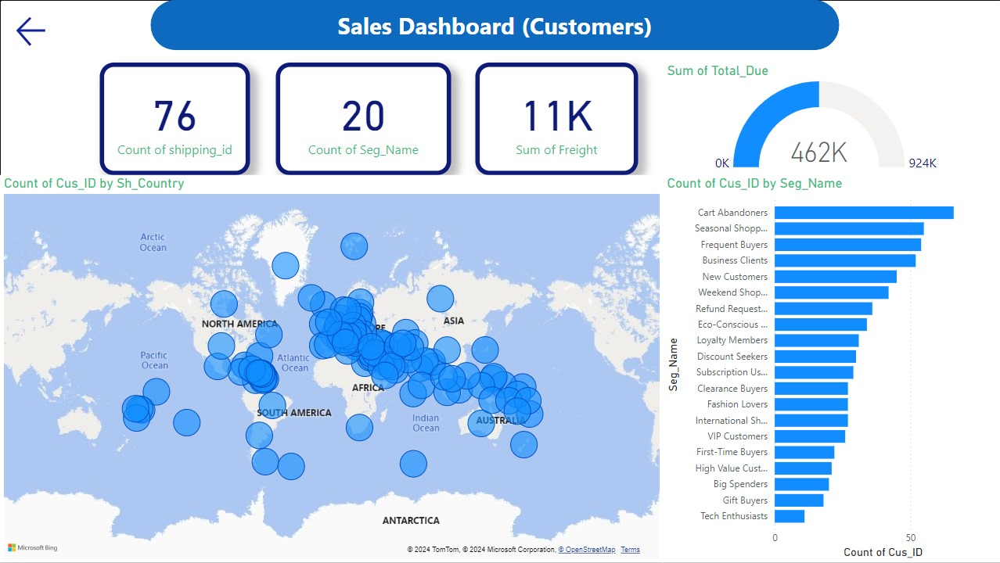 Sales Dashboard (Customers)
76
Count of shipping_id
20
Count of Seg_Name
11K
Sum of Freight
Sum of Total_Due
462K
0K
924K
Count of Cus_ID by Sh_Country
Arctic
Ocean
NORTH AMERICA
PE
ASIA
Pacific
Ocean
Atlantic
Ocean
AFRICA
SOUTH AMERICA
Indian
Ocean
AUSTRALIA
ANTARCTICA
Microsoft Bing
© 2024 TomTom, © 2024 Microsoft Corporation, © OpenStreetMap Terms
Count of Cus_ID by Seg_Name
Seg_Name
Cart Abandoners
Seasonal Shopp...
Frequent Buyers
Business Clients
New Customers
Weekend Shop...
Refund Request...
Eco-Conscious ...
Loyalty Members
Discount Seekers
Subscription Us...
Clearance Buyers
Fashion Lovers
International Sh...
VIP Customers
First-Time Buyers
High Value Cust...
Big Spenders
Gift Buyers
Tech Enthusiasts
0
50
Count of Cus_ID